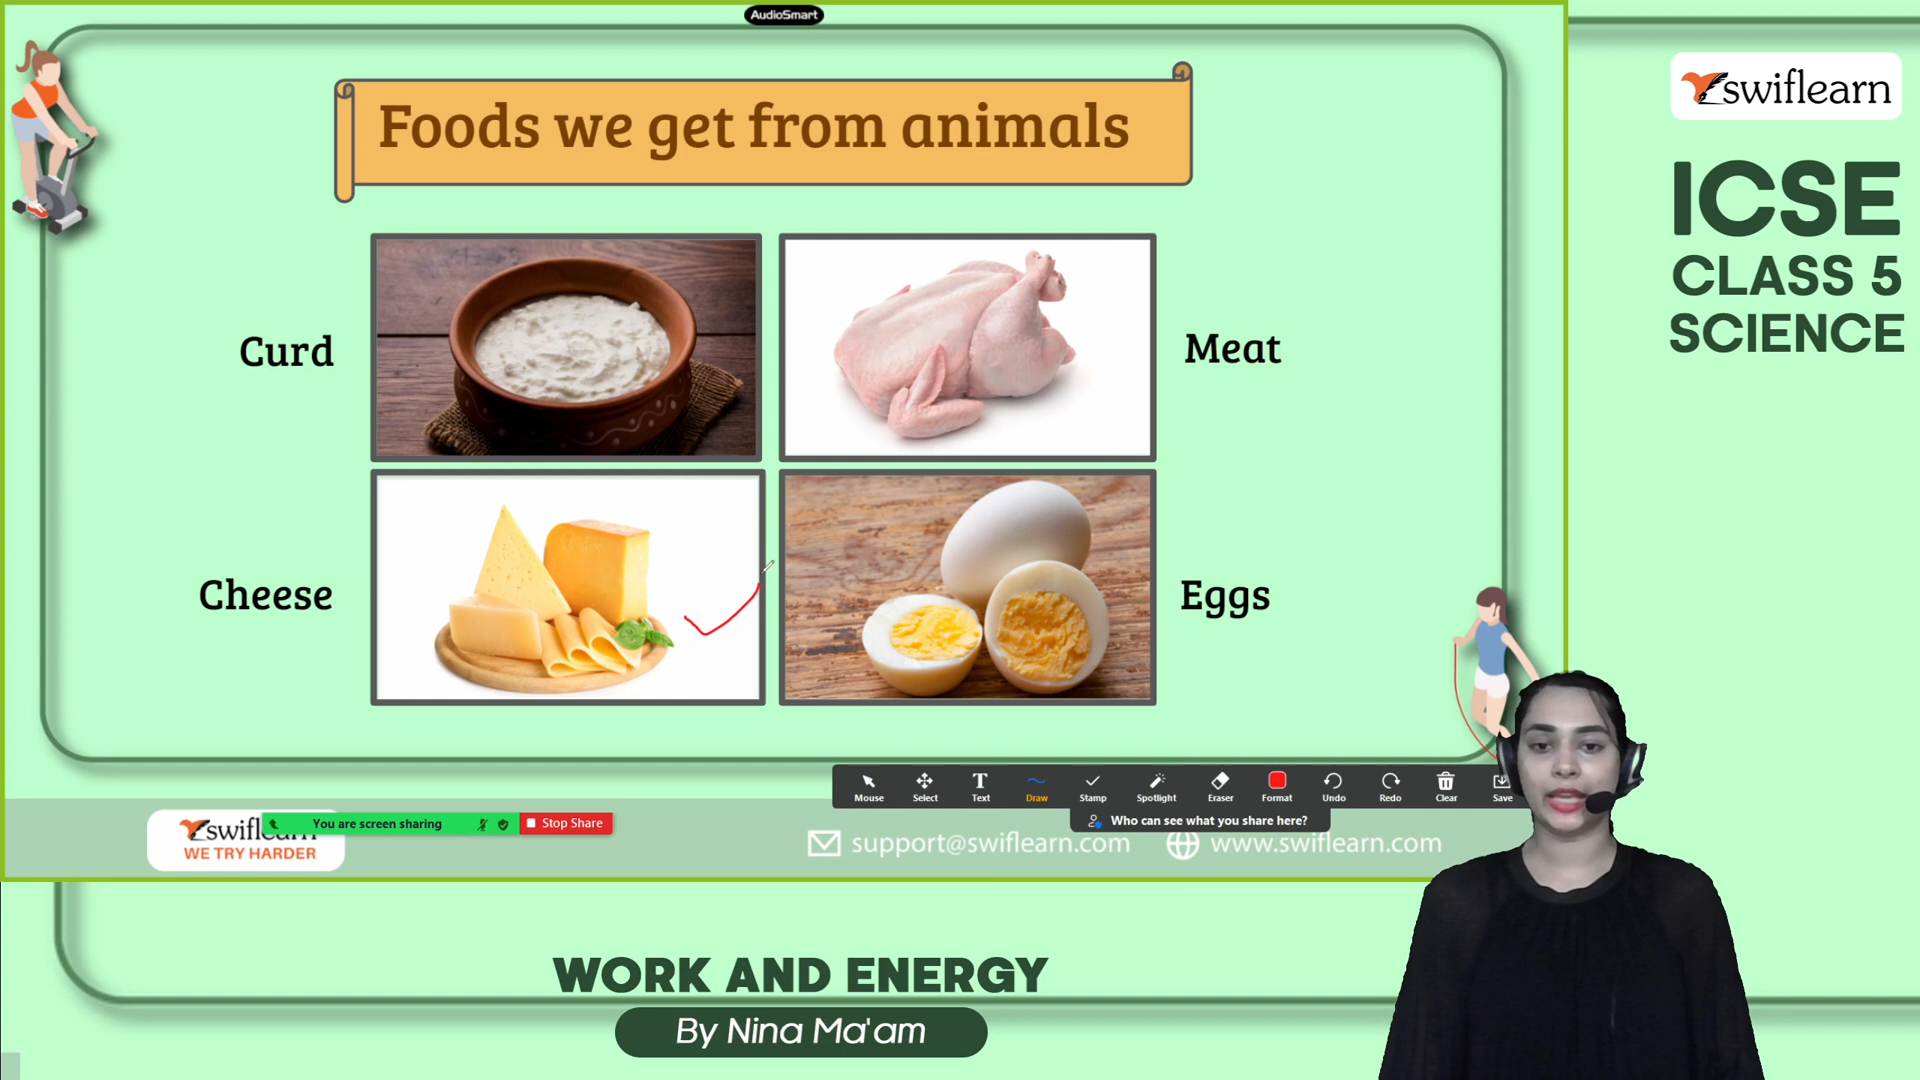 AudioSmart
Foods we get from animals
swiflearn
ICSE
CLASS 5
SCIENCE
Curd
Meat
Cheese
Eggs
Mouse
Select
Text
Draw
Stamp
Spotlight
Eraser
Format
Undo
Redo
Clear
Save
You are screen sharing
Stop Share
Who can see what you share here?
swiflearn
WE TRY HARDER
support@swiflearn.com
www.swiflearn.com
WORK AND ENERGY
By Nina Ma'am